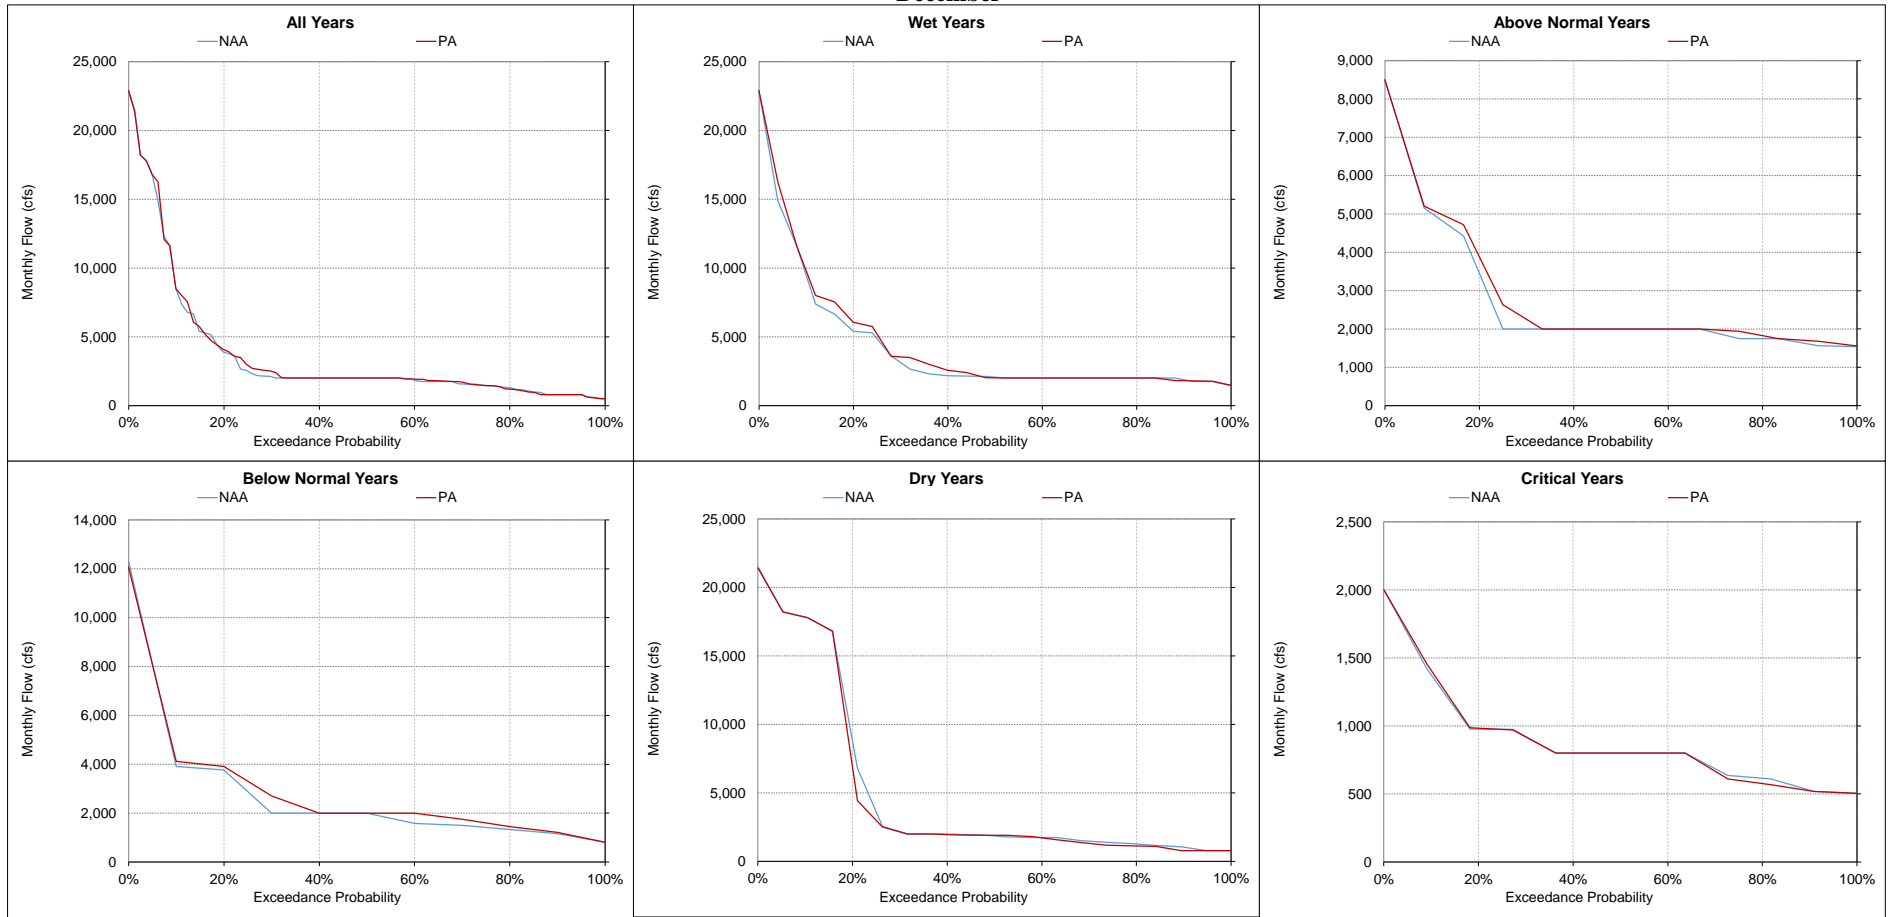 December
All Years
NAA PA
25,000
20,000
15,000
10,000
5,000
0
Monthly Flow (cfs)
0% 20% 40% 60% 80% 100%
Exceedance Probability
Wet Years
NAA PA
25,000
20,000
15,000
10,000
5,000
0
Monthly Flow (cfs)
0% 20% 40% 60% 80% 100%
Exceedance Probability
Above Normal Years
NAA PA
9,000
8,000
7,000
6,000
5,000
4,000
3,000
2,000
1,000
0
Monthly Flow (cfs)
0% 20% 40% 60% 80% 100%
Exceedance Probability
Below Normal Years
NAA PA
14,000
12,000
10,000
8,000
6,000
4,000
2,000
0
Monthly Flow (cfs)
0% 20% 40% 60% 80% 100%
Exceedance Probability
Dry Years
NAA PA
25,000
20,000
15,000
10,000
5,000
0
Monthly Flow (cfs)
0% 20% 40% 60% 80% 100%
Exceedance Probability
Critical Years
NAA PA
2,500
2,000
1,500
1,000
500
0
Monthly Flow (cfs)
0% 20% 40% 60% 80% 100%
Exceedance Probability